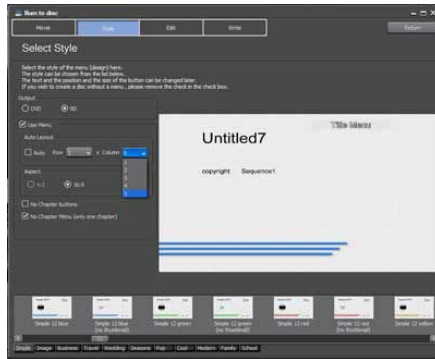 Burn to disc
Movie Style Edit Write Return
Select Style
Select the style of the menu (design) here.
The style can be chosen from the list below.
The text and the position and the size of the button can be changed later.
If you wish to create a disc without a menu, please remove the check in the check box.
Output
DVD BD
Use Menu
Auto Layout
Auto Row x Column
Aspect
4:3 16:9
No Chapter buttons
No Chapter Menu (only one chapter)
Title Menu
Untitled7
copyright Sequence1
Simple 12 blue Simple 12 blue Simple 12 green Simple 12 green Simple 12 red Simple 12 red Simple 12 yellow
(no thumbnail) (no thumbnail) (no thumbnail)
Simple Image Business Travel Wedding Seasons Pop Cool Modern Family School